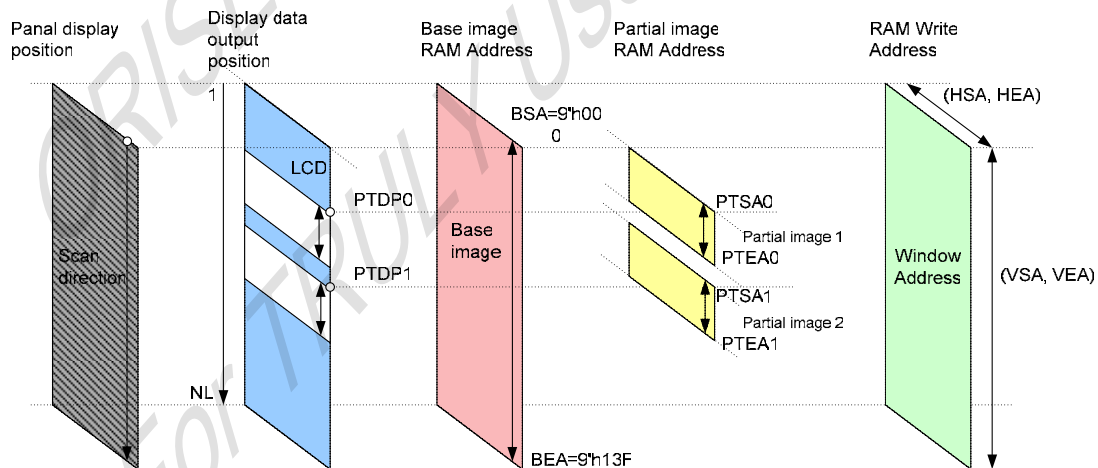 Panal display
position
Display data
output
position
Base image
RAM Address
Partial image
RAM Address
RAM Write
Address
1
BSA=9"h00
0
(HSA, HEA)
LCD
PTDP0
PTSA0
Partial image 1
PTEA0
Scan
direction
Base
image
Window
Address
PTDP1
PTSA1
(VSA, VEA)
Partial image 2
PTEA1
NL
BEA=9"h13F
For TRULY